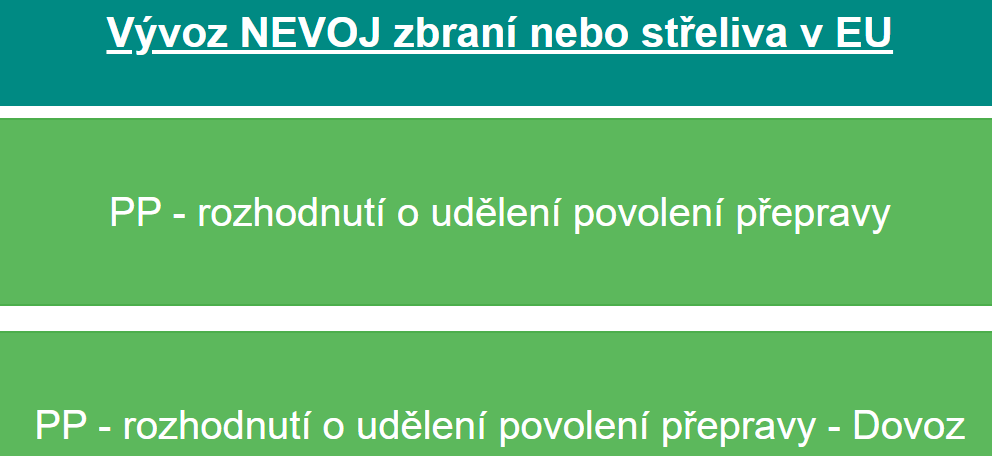 Vývoz NEVOJ zbraní nebo střeliva v EU
PP - rozhodnutí o udělení povolení přepravy
PP - rozhodnutí o udělení povolení přepravy - Dovoz